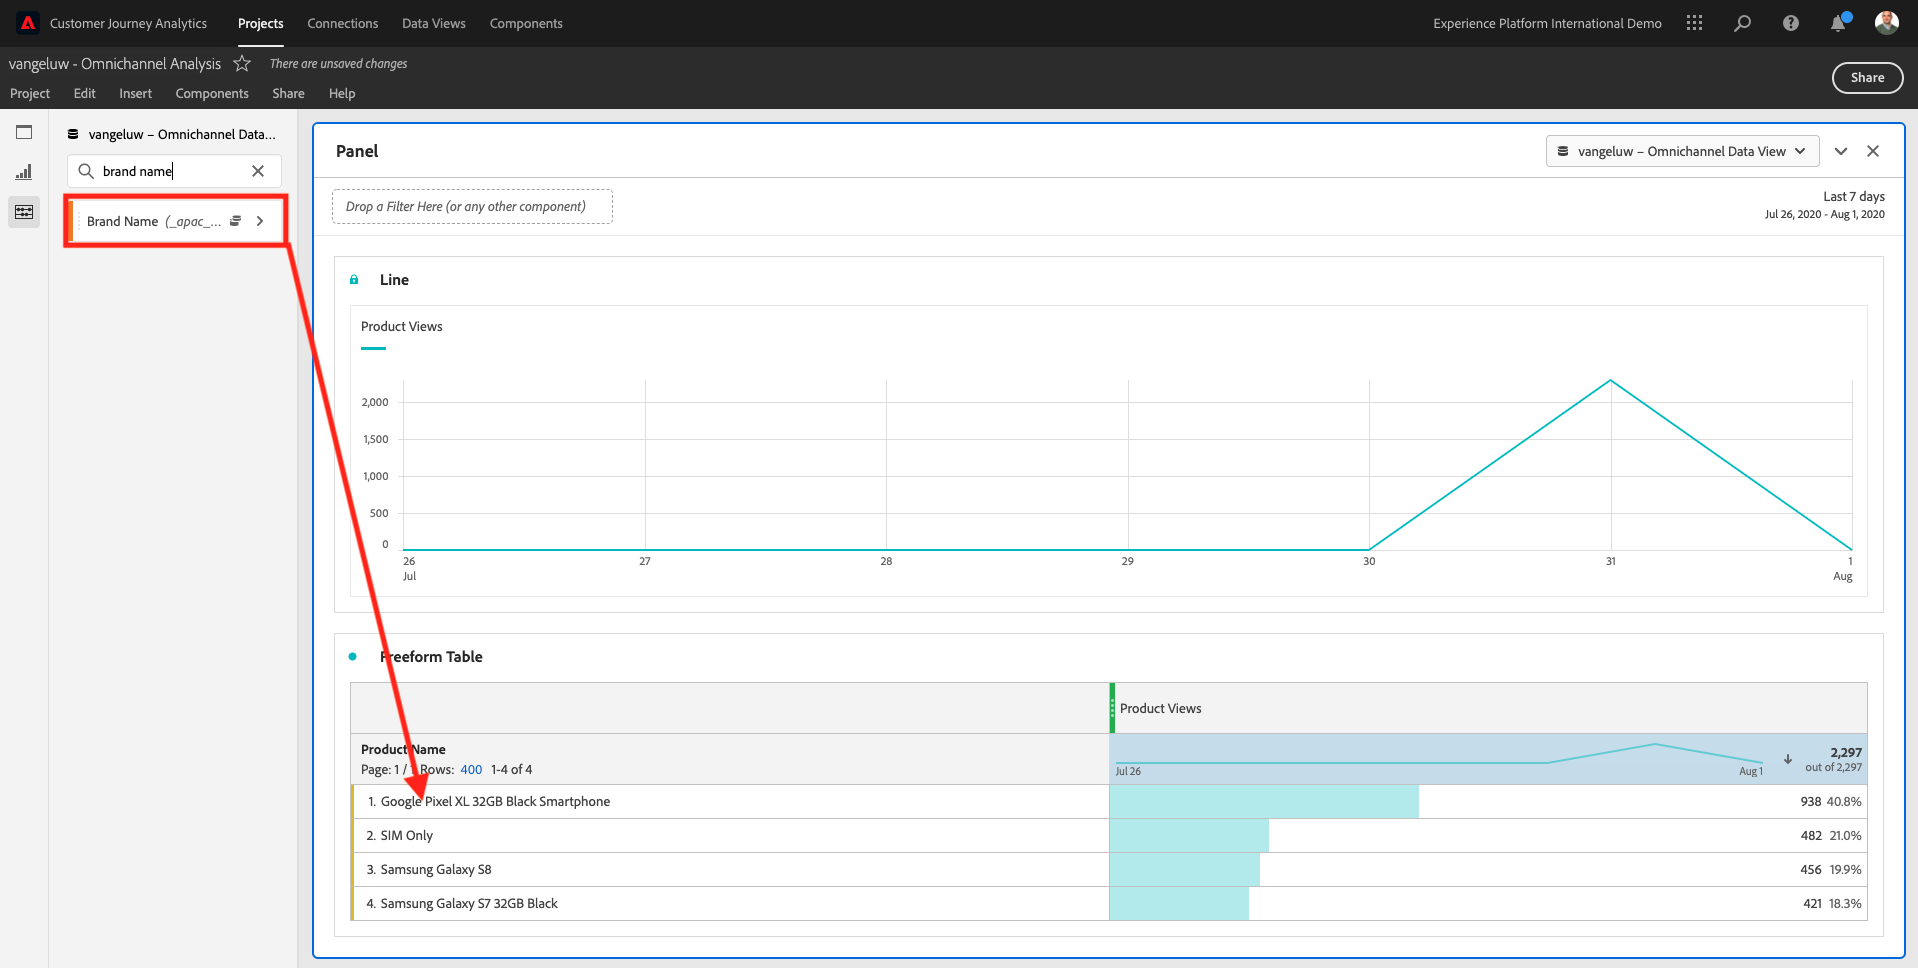 Customer Journey Analytics Projects Connections Data Views Components Experience Platform International Demo
vangeluw - Omnichannel Analysis There are unsaved changes
Share
Project Edit Insert Components Share Help
vangeluw – Omnichannel Data...
brand name
Brand Name (_apac_...
Panel
vangeluw – Omnichannel Data View
Drop a Filter Here (or any other component)
Last 7 days
Jul 26, 2020 - Aug 1, 2020
Line
Product Views
2,000
1,500
1,000
500
0
26 27 28 29 30 31 1
Jul Aug
Freeform Table
Product Views
Product Name
Page: 1 / 1 Rows: 400 1-4 of 4
Jul 26 Aug 1
2,297
out of 2,297
1. Google Pixel XL 32GB Black Smartphone 938 40.8%
2. SIM Only 482 21.0%
3. Samsung Galaxy S8 456 19.9%
4. Samsung Galaxy S7 32GB Black 421 18.3%